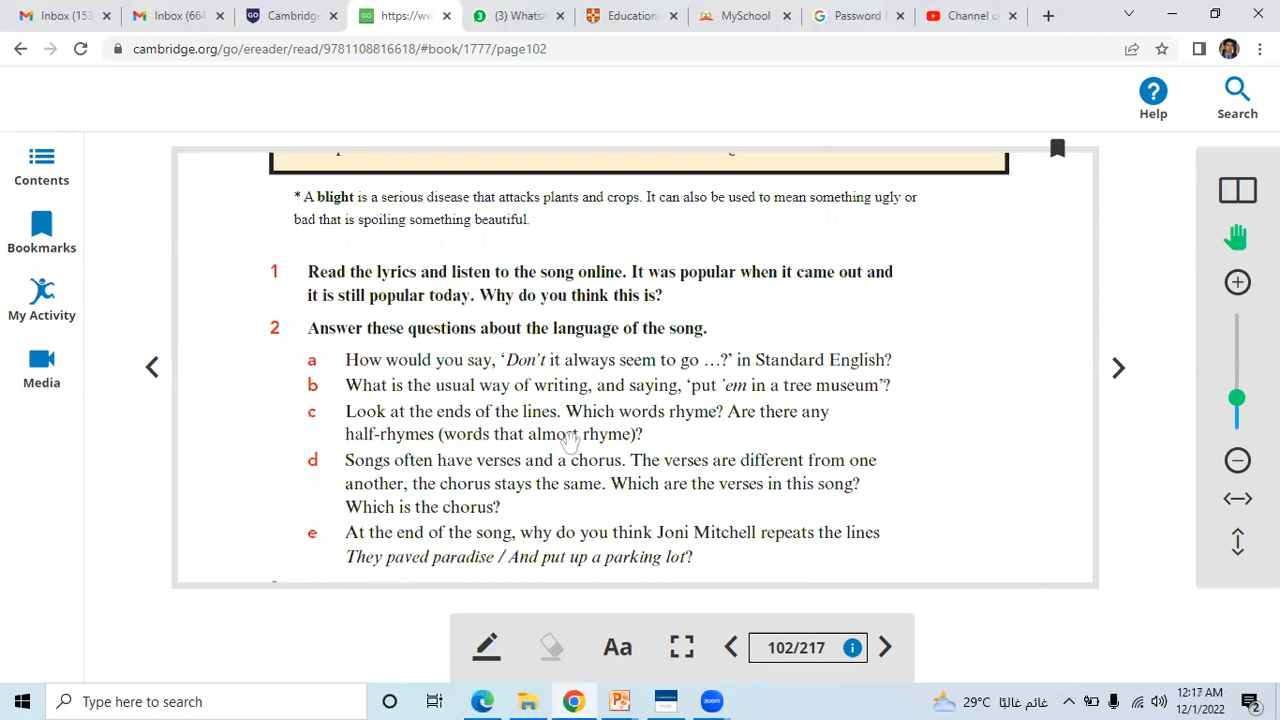 Inbox (153
Inbox (664
Cambridge
https://ww
(3) Whats
Educatione
MySchool
Password
Channel c
cambridge.org/go/ereader/read/9781108816618/#book/1777/page102
Help
Search
Contents
Bookmarks
My Activity
Media
* A blight is a serious disease that attacks plants and crops. It can also be used to mean something ugly or
bad that is spoiling something beautiful.
1 Read the lyrics and listen to the song online. It was popular when it came out and
it is still popular today. Why do you think this is?
2 Answer these questions about the language of the song.
a How would you say, ‘Don’t it always seem to go …?’ in Standard English?
b What is the usual way of writing, and saying, ‘put ’em in a tree museum’?
c Look at the ends of the lines. Which words rhyme? Are there any
half-rhymes (words that almost rhyme)?
d Songs often have verses and a chorus. The verses are different from one
another, the chorus stays the same. Which are the verses in this song?
Which is the chorus?
e At the end of the song, why do you think Joni Mitchell repeats the lines
They paved paradise / And put up a parking lot?
Aa
102/217
Type here to search
zoom
29°C غائم غالبًا
12:17 AM
12/1/2022
2